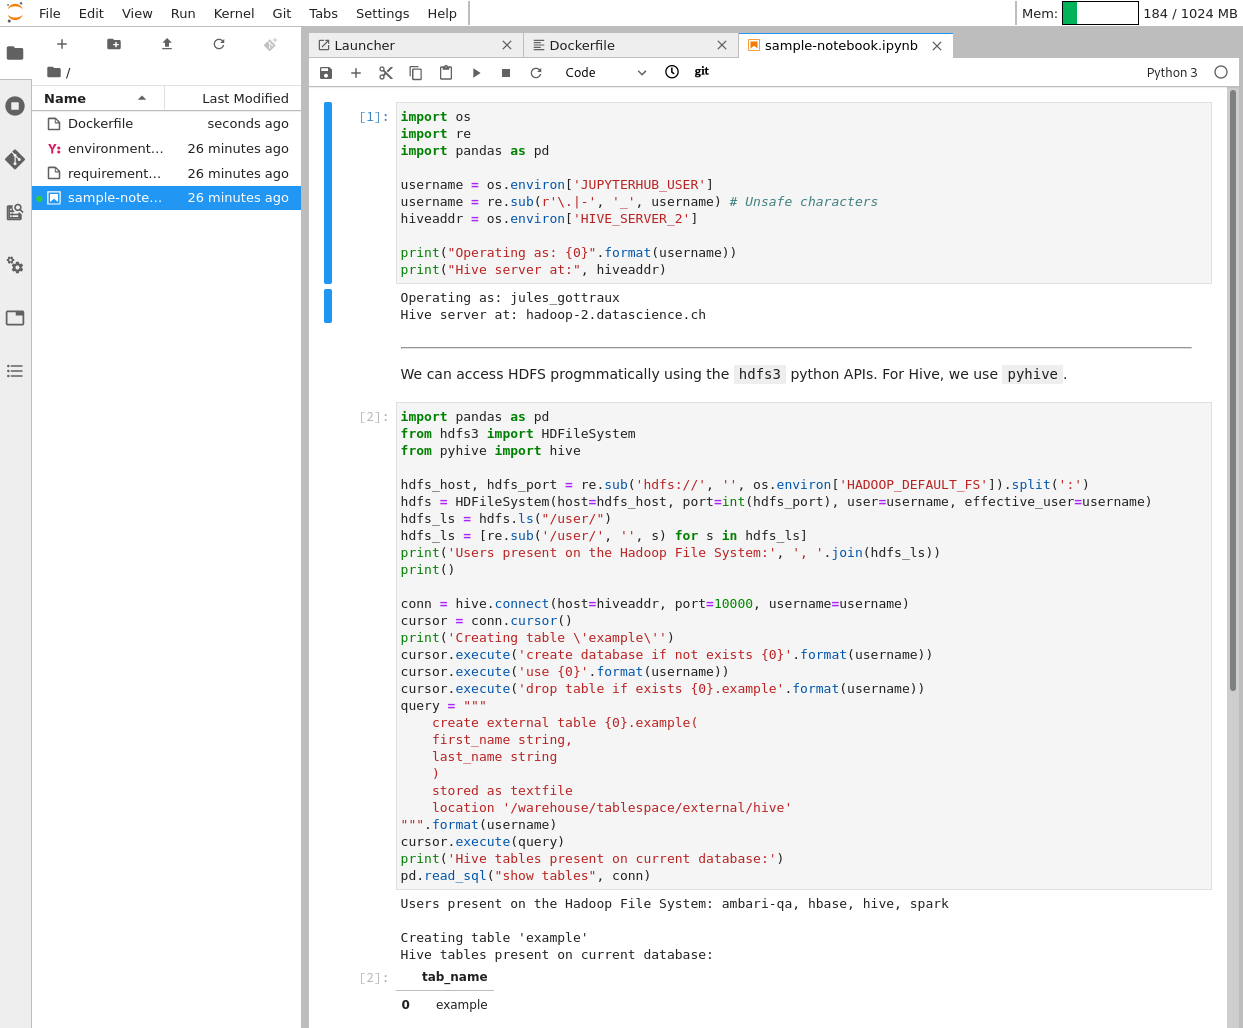 File Edit View Run Kernel Git Tabs Settings Help Mem: 184 / 1024 MB
Launcher Dockerfile sample-notebook.ipynb
/
Code git Python 3
Name Last Modified
Dockerfile seconds ago
environment… 26 minutes ago
requirement… 26 minutes ago
sample-note… 26 minutes ago
[1]:
import os
import re
import pandas as pd
username = os.environ['JUPYTERHUB_USER']
username = re.sub(r'\.|-', '_', username) # Unsafe characters
hiveaddr = os.environ['HIVE_SERVER_2']
print("Operating as: {0}".format(username))
print("Hive server at:", hiveaddr)
Operating as: jules_gottraux
Hive server at: hadoop-2.datascience.ch
We can access HDFS progmmatically using the hdfs3 python APIs. For Hive, we use pyhive.
[2]:
import pandas as pd
from hdfs3 import HDFileSystem
from pyhive import hive
hdfs_host, hdfs_port = re.sub('hdfs://', '', os.environ['HADOOP_DEFAULT_FS']).split(':')
hdfs = HDFileSystem(host=hdfs_host, port=int(hdfs_port), user=username, effective_user=username)
hdfs_ls = hdfs.ls("/user/")
hdfs_ls = [re.sub('/user/', '', s) for s in hdfs_ls]
print('Users present on the Hadoop File System:', ', '.join(hdfs_ls))
print()
conn = hive.connect(host=hiveaddr, port=10000, username=username)
cursor = conn.cursor()
print('Creating table \'example\'')
cursor.execute('create database if not exists {0}'.format(username))
cursor.execute('use {0}'.format(username))
cursor.execute('drop table if exists {0}.example'.format(username))
query = """
create external table {0}.example(
first_name string,
last_name string
)
stored as textfile
location '/warehouse/tablespace/external/hive'
""".format(username)
cursor.execute(query)
print('Hive tables present on current database:')
pd.read_sql("show tables", conn)
Users present on the Hadoop File System: ambari-qa, hbase, hive, spark
Creating table 'example'
Hive tables present on current database:
[2]:
tab_name
0 example